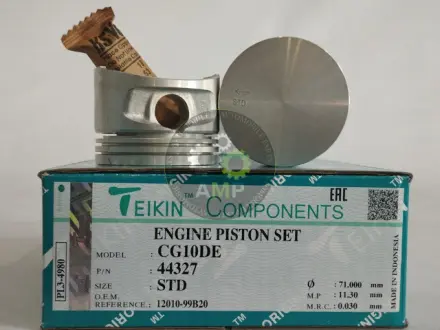 TEIKIN™ COMPONENTS
EAC
ENGINE PISTON SET
MODEL : CG10DE
P/N : 44327
SIZE : STD
O.E.M. REFERENCE : 12010-99B20
Ø : 71.000 mm
M.P : 11.30 mm
M.R.C : 0.030 mm
PL3-4980
MADE IN INDONESIA
AMP